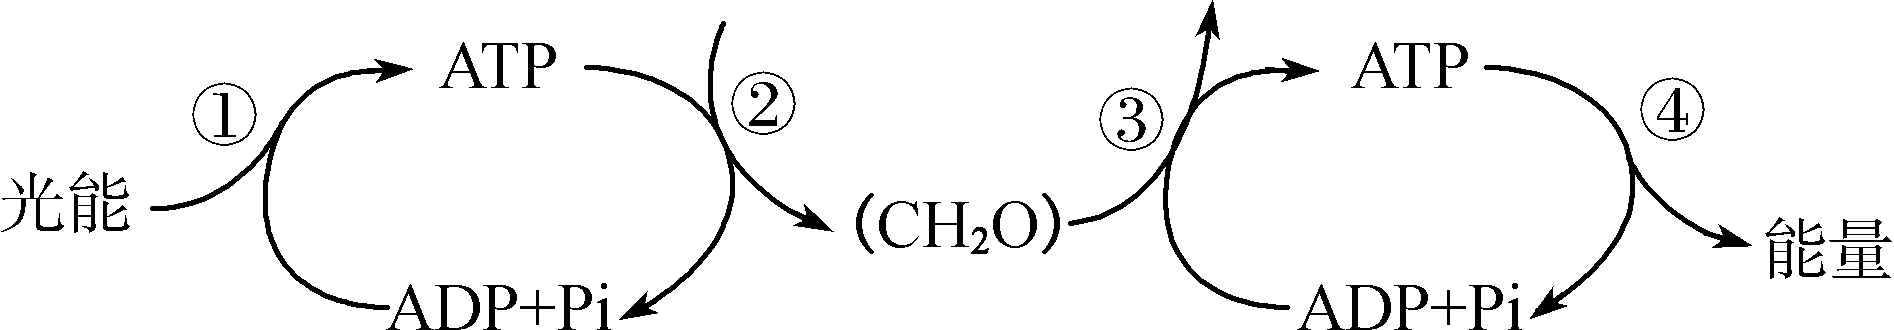 ① ATP ② ③ ATP ④
光能 (CH₂O) 能量
ADP+Pi ADP+Pi